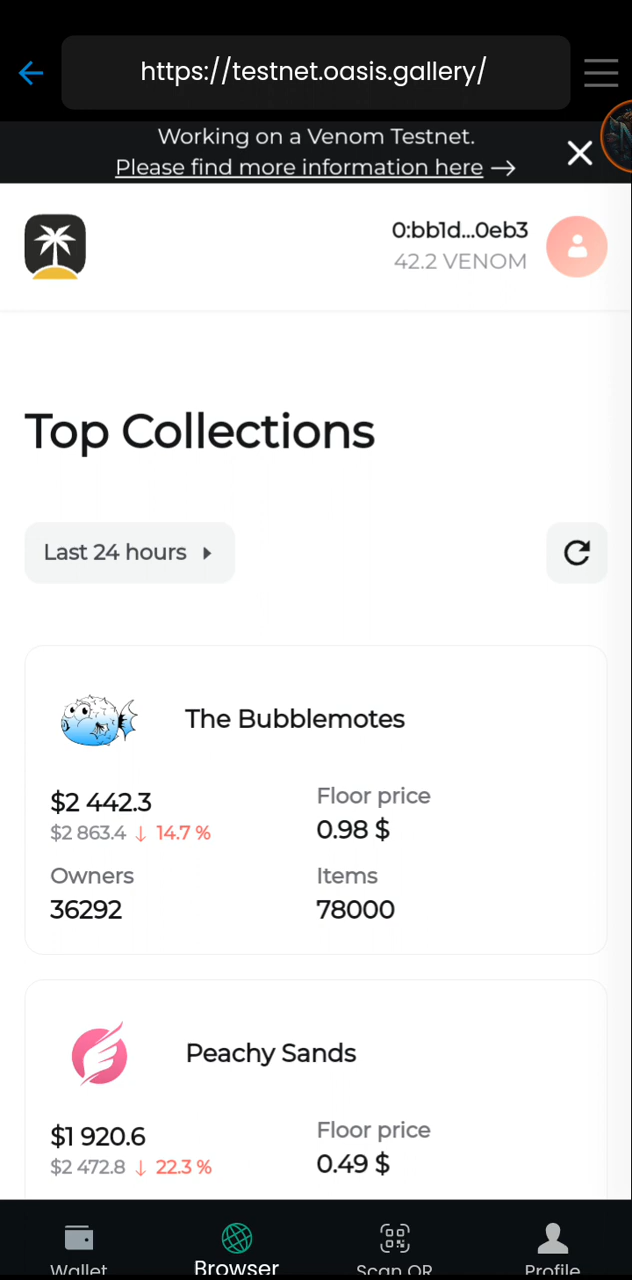 https://testnet.oasis.gallery/
Working on a Venom Testnet.
Please find more information here →
0:bb1d...0eb3
42.2 VENOM
Top Collections
Last 24 hours
The Bubblemotes
$2 442.3
Floor price
$2 863.4 ↓ 14.7 %
0.98 $
Owners
Items
36292
78000
Peachy Sands
$1 920.6
Floor price
$2 472.8 ↓ 22.3 %
0.49 $
Wallet
Browser
Scan QR
Profile